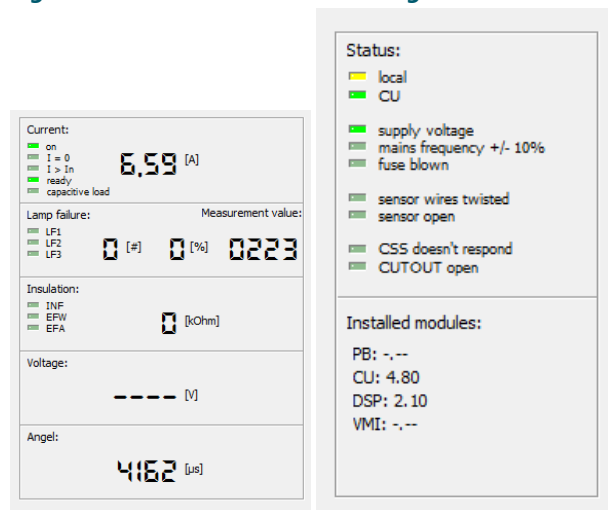 Current:
on
I = 0
I > In
ready
capacitive load
6,59 [A]
Lamp failure: Measurement value:
LF1
LF2
LF3
0 [#] 0 [%] 0223
Insulation:
INF
EFW
EFA
0 [kOhm]
Voltage:
---- [V]
Angel:
4162 [µs]
Status:
local
CU
supply voltage
mains frequency +/- 10%
fuse blown
sensor wires twisted
sensor open
CSS doesn't respond
CUTOUT open
Installed modules:
PB: -.--
CU: 4.80
DSP: 2.10
VMI: -.--